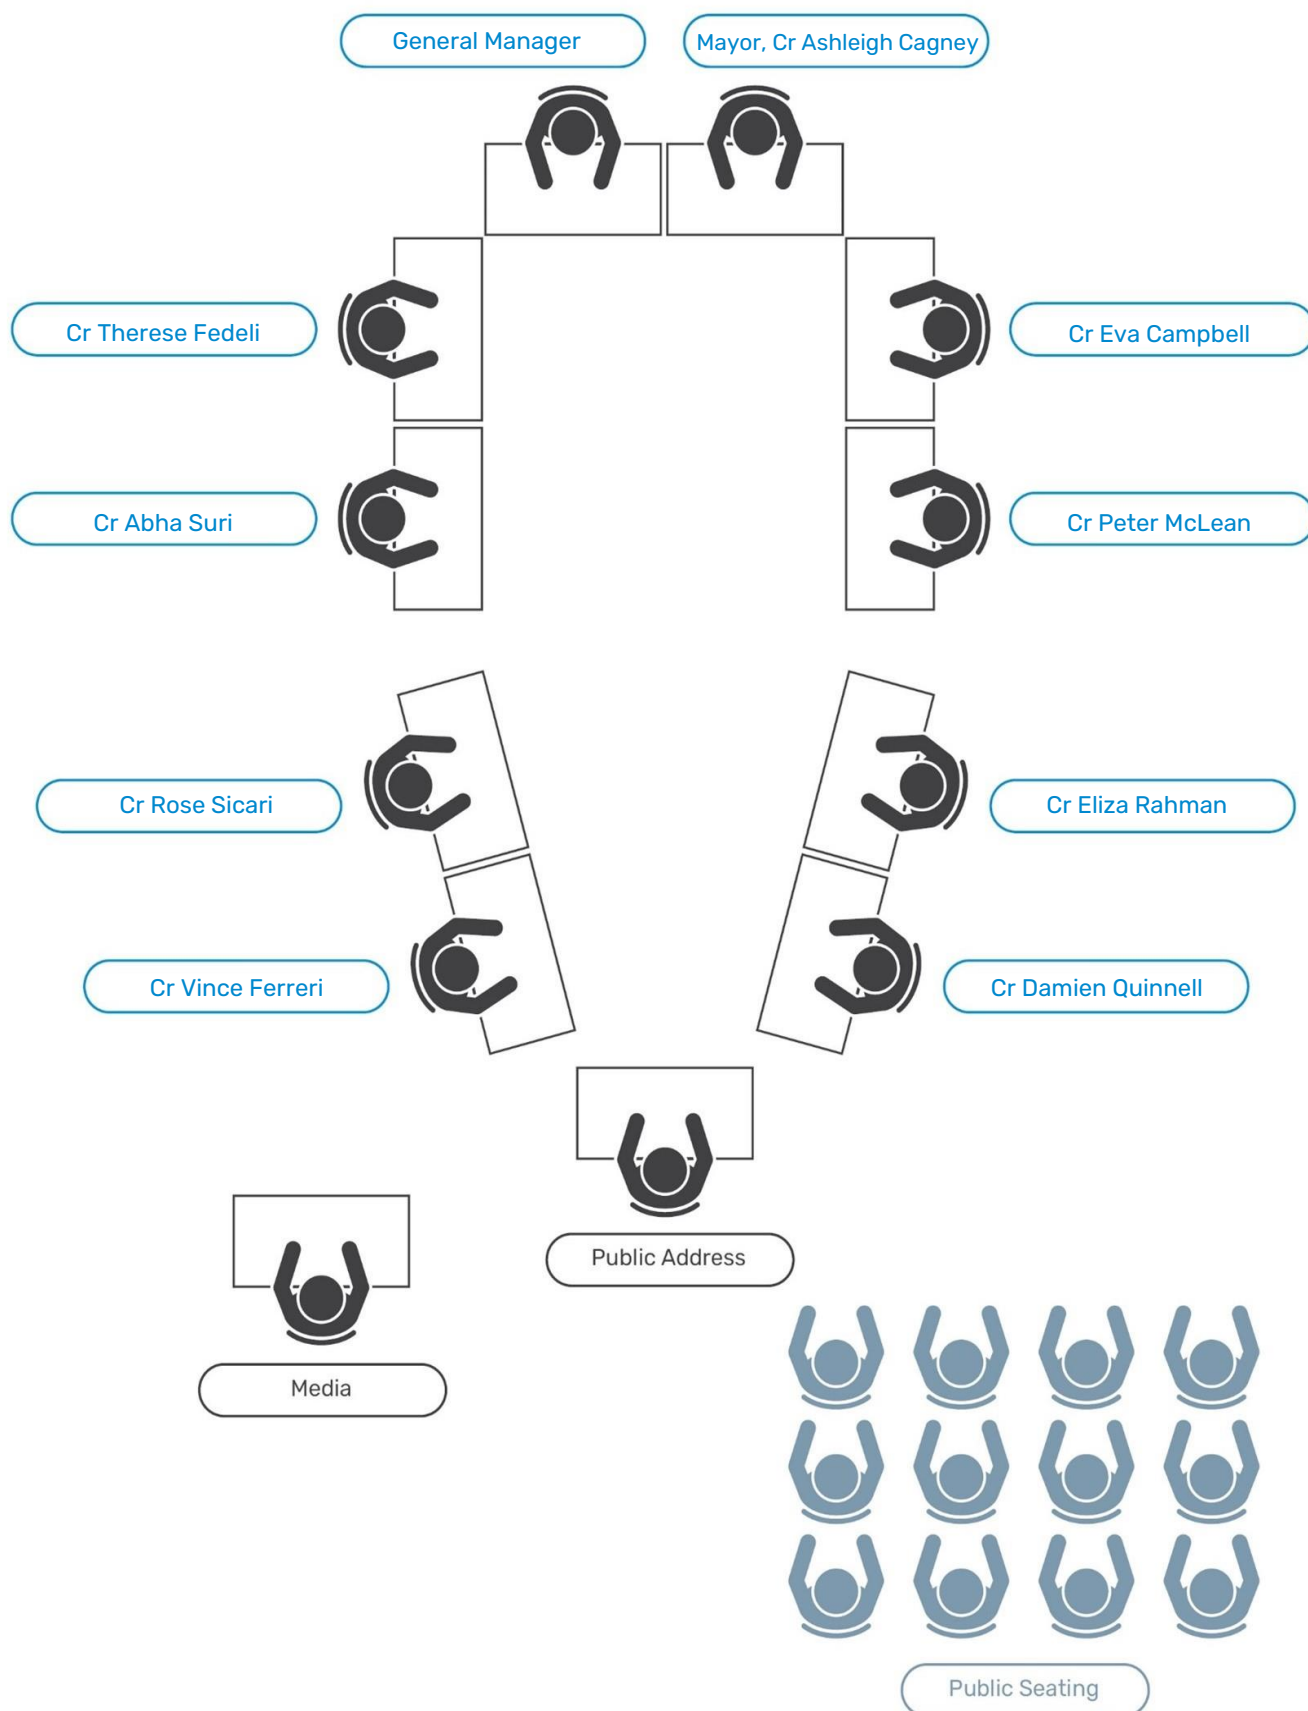 General Manager
Mayor, Cr Ashleigh Cagney
Cr Therese Fedeli
Cr Eva Campbell
Cr Abha Suri
Cr Peter McLean
Cr Rose Sicari
Cr Eliza Rahman
Cr Vince Ferreri
Cr Damien Quinnell
Public Address
Media
Public Seating